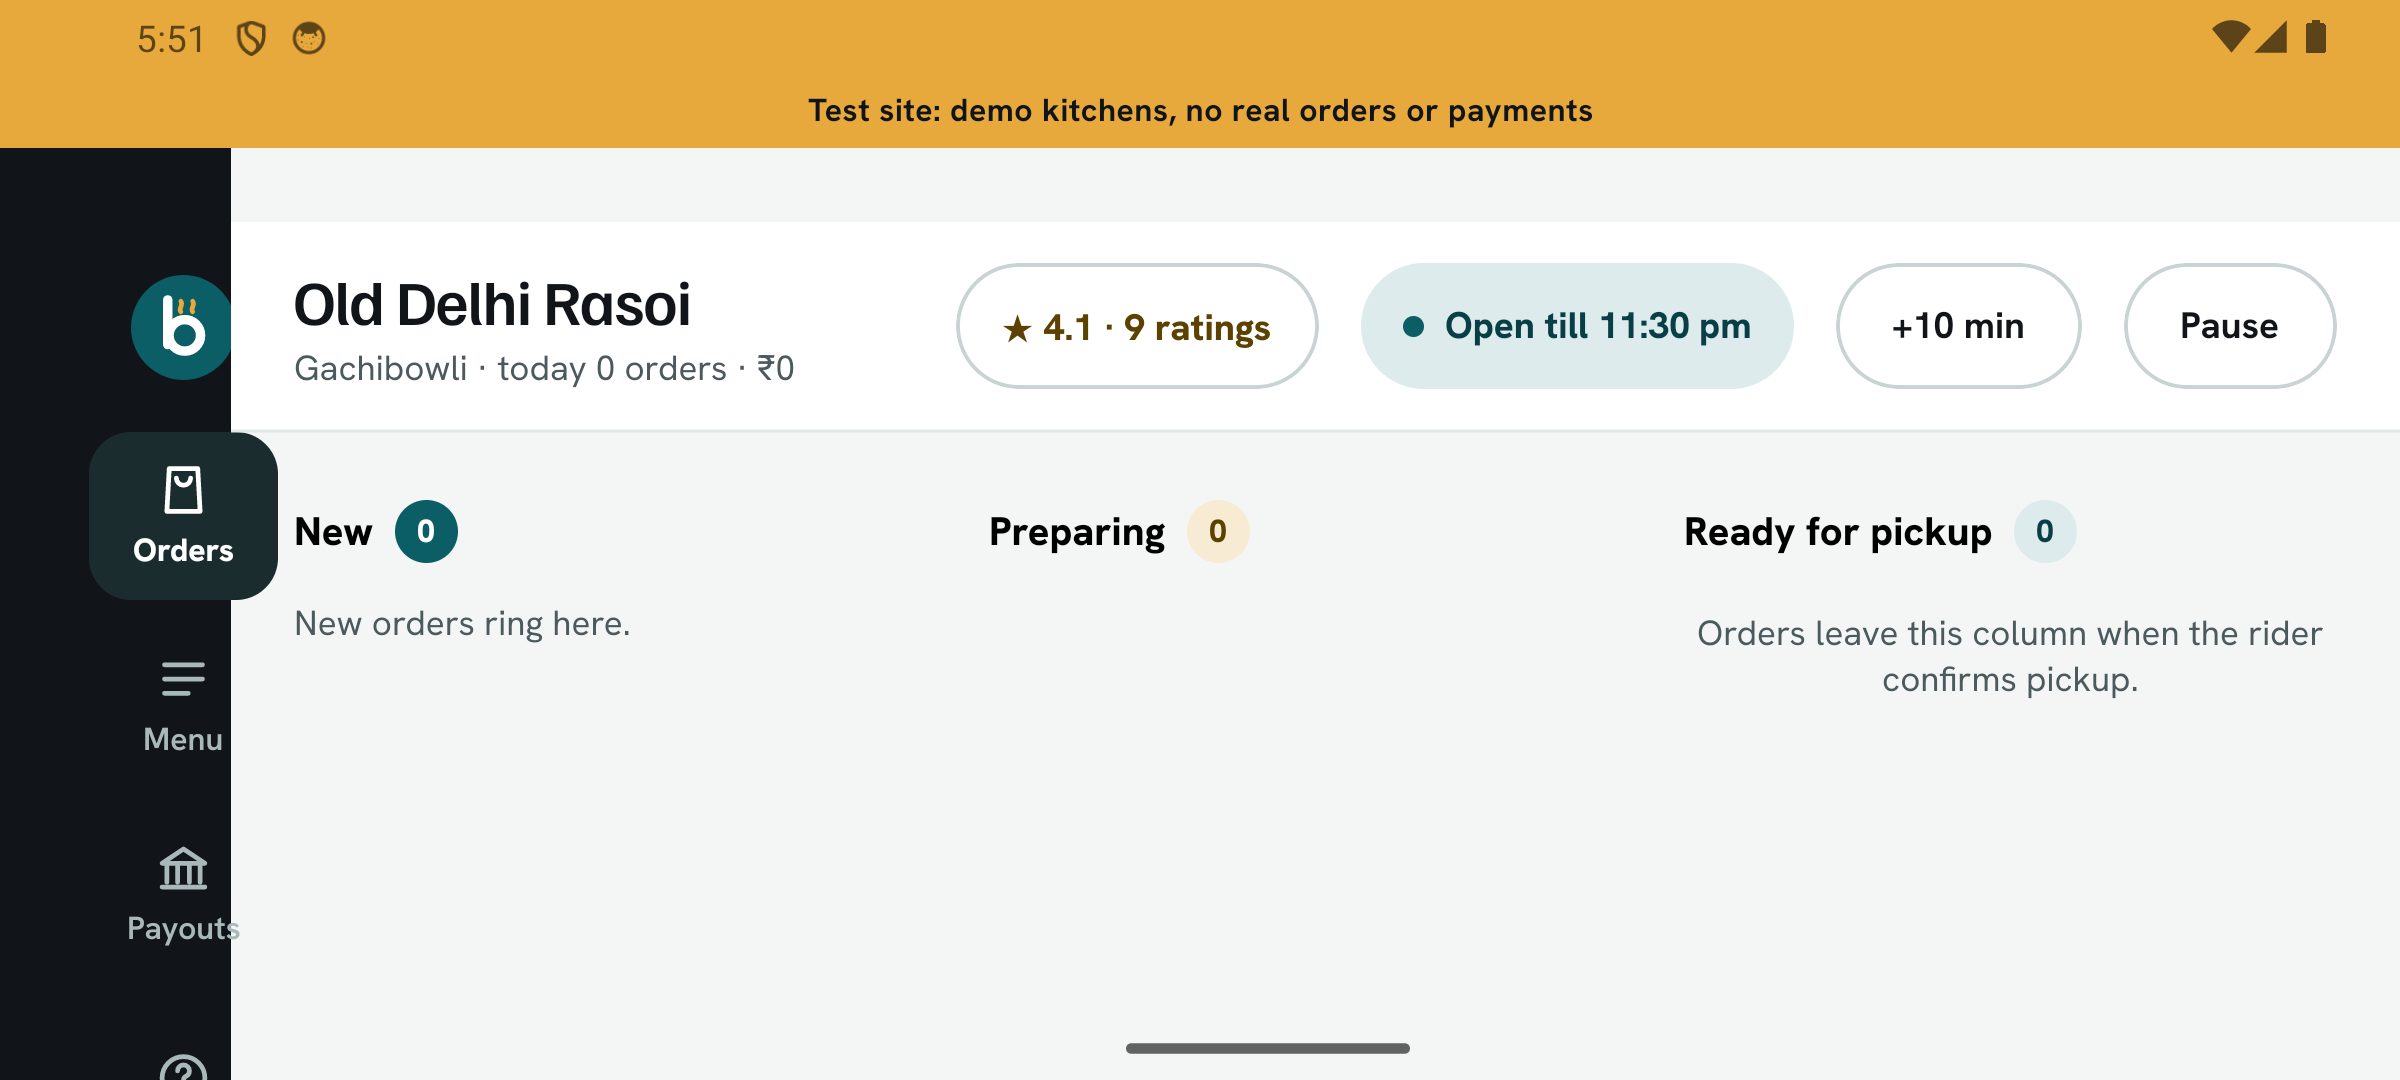 5:51
Test site: demo kitchens, no real orders or payments
Old Delhi Rasoi
Gachibowli · today 0 orders · ₹0
★ 4.1 · 9 ratings
Open till 11:30 pm
+10 min
Pause
Orders
New 0
Preparing 0
Ready for pickup 0
New orders ring here.
Orders leave this column when the rider
confirms pickup.
Menu
Payouts